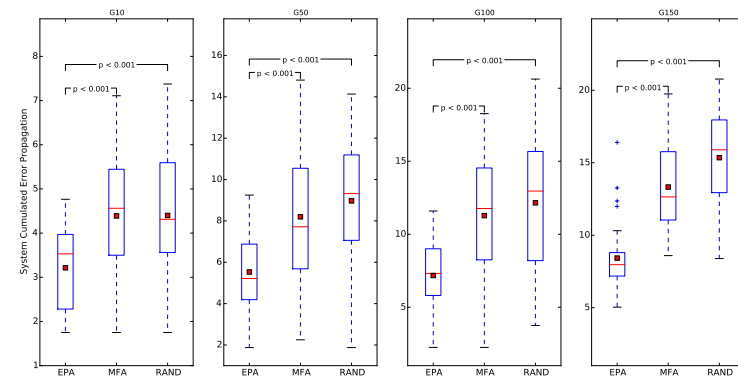 G10
G50
G100
G150
System Cumulated Error Propagation
8
7
6
5
4
3
2
1
p < 0.001
p < 0.001
EPA
MFA
RAND
16
14
12
10
8
6
4
2
p < 0.001
p < 0.001
EPA
MFA
RAND
20
15
10
5
p < 0.001
p < 0.001
EPA
MFA
RAND
20
15
10
5
p < 0.001
p < 0.001
EPA
MFA
RAND